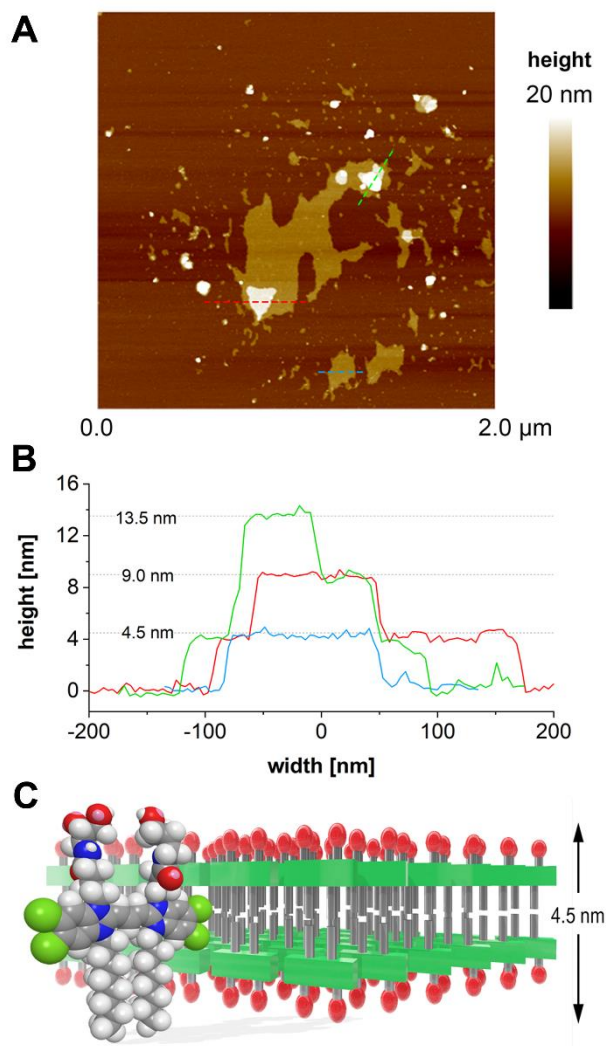 A
height
20 nm
0.0
2.0 µm
B
16
12
8
4
0
13.5 nm
9.0 nm
4.5 nm
height [nm]
-200
-100
0
100
200
width [nm]
C
4.5 nm